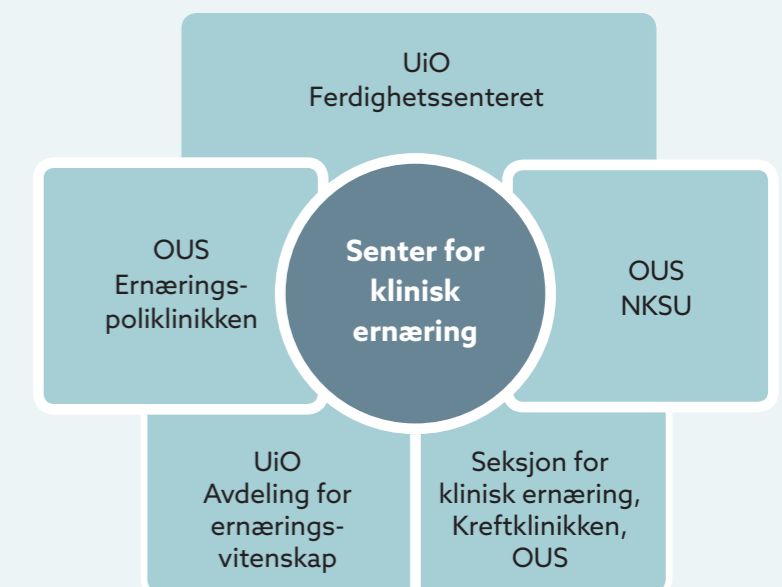 UiO
Ferdighetssenteret
OUS
Ernærings-
poliklinikken
Senter for
klinisk
ernæring
OUS
NKSU
UiO
Avdeling for
ernærings-
vitenskap
Seksjon for
klinisk ernæring,
Kreftklinikken,
OUS